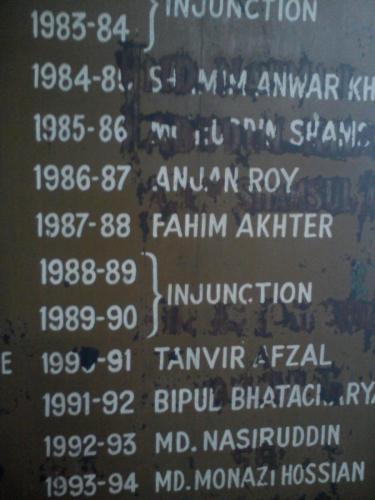 INJUNCTION
1983-84
1984-85 SHAMIM ANWAR KH
1985-86
1986-87 ANJAN ROY
1987-88 FAHIM AKHTER
1988-89
INJUNCTION
1989-90
E 1990-91 TANVIR AFZAL
1991-92 BIPUL BHATACHARYA
1992-93 MD. NASIRUDDIN
1993-94 MD. MONAZI HOSSIAN